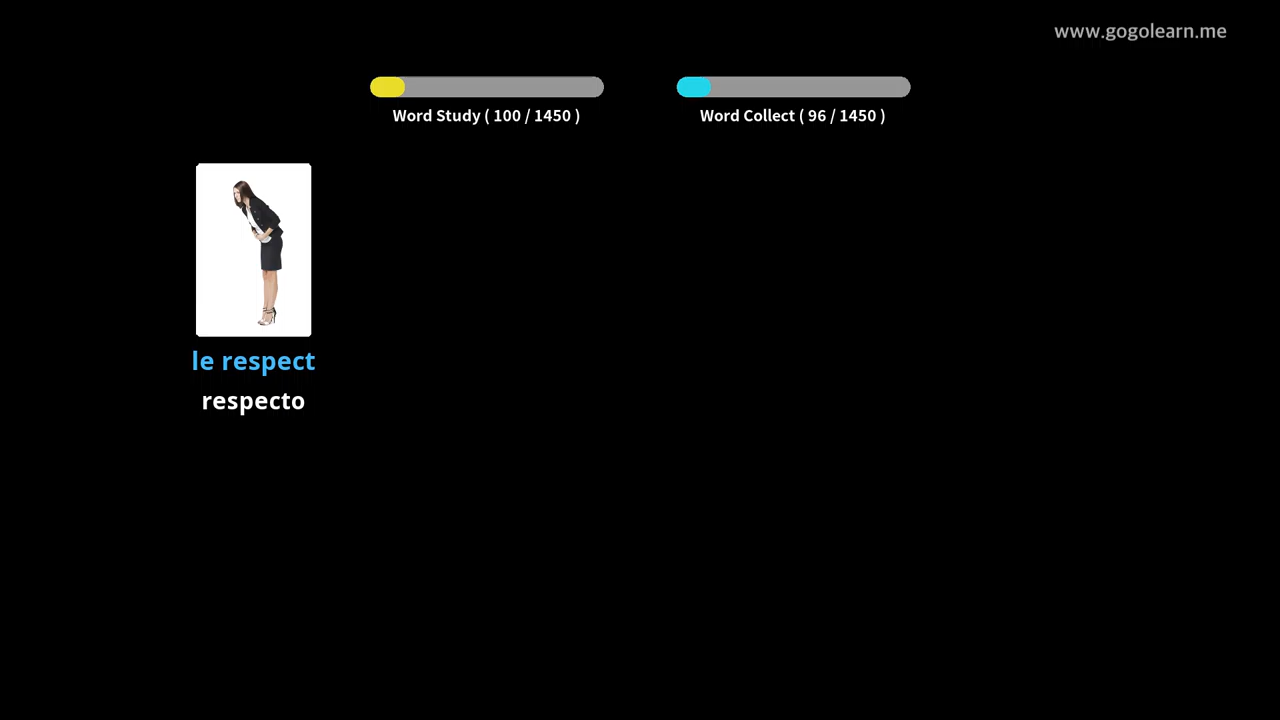 www.gogolearn.me
Word Study ( 100 / 1450 )
Word Collect ( 96 / 1450 )
le respect
respecto